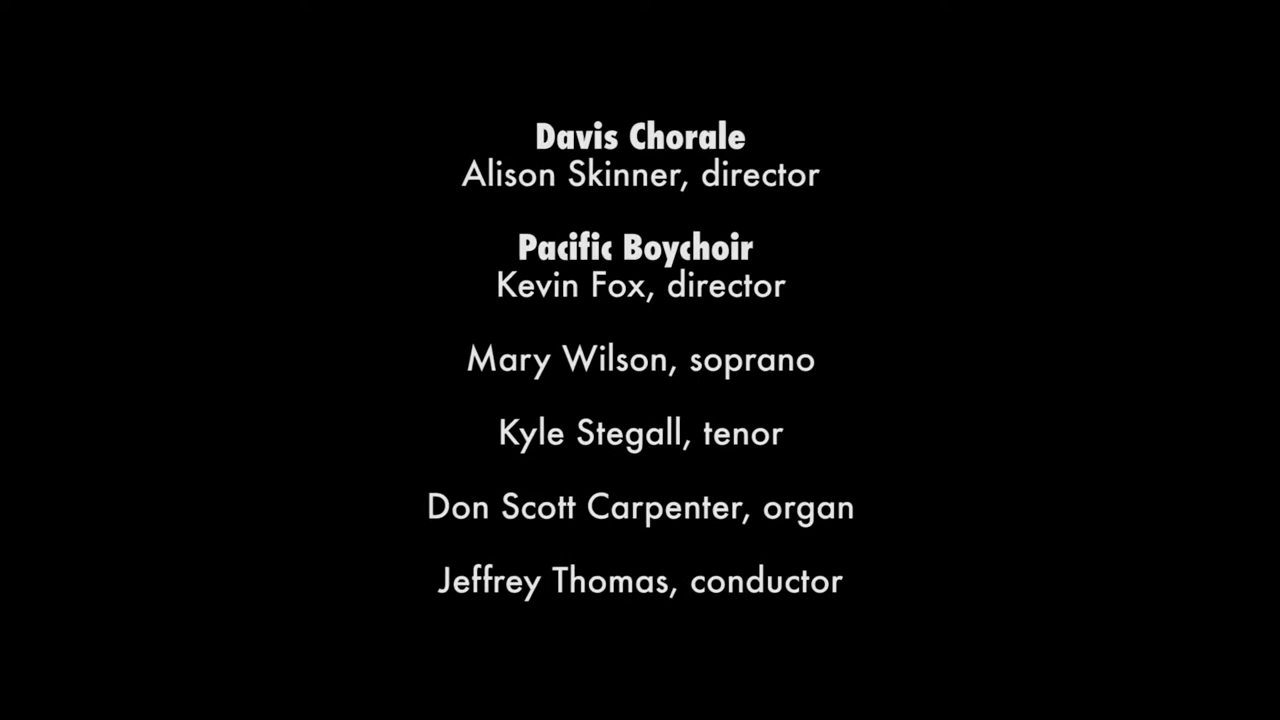 Davis Chorale
Alison Skinner, director
Pacific Boychoir
Kevin Fox, director
Mary Wilson, soprano
Kyle Stegall, tenor
Don Scott Carpenter, organ
Jeffrey Thomas, conductor